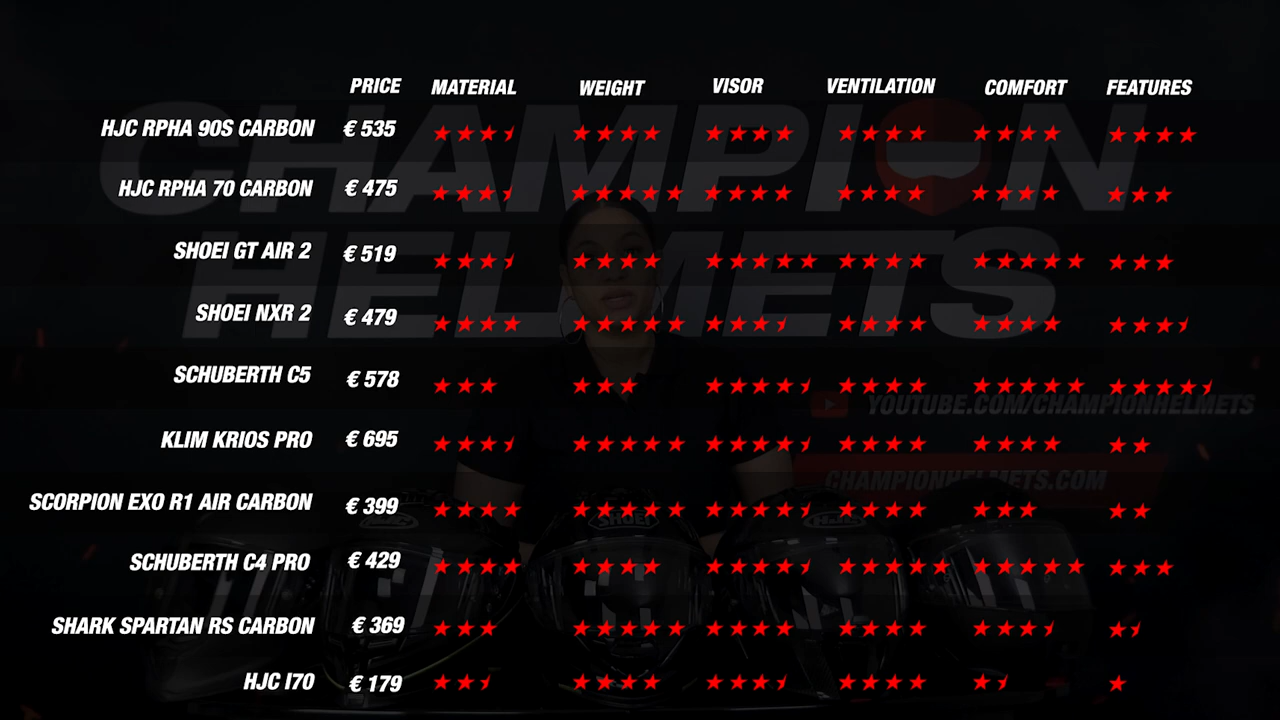 PRICE MATERIAL WEIGHT VISOR VENTILATION COMFORT FEATURES
HJC RPHA 90S CARBON € 535
HJC RPHA 70 CARBON € 475
SHOEI GT AIR 2 € 519
SHOEI NXR 2 € 479
SCHUBERTH C5 € 578
KLIM KRIOS PRO € 695
SCORPION EXO R1 AIR CARBON € 399
SCHUBERTH C4 PRO € 429
SHARK SPARTAN RS CARBON € 369
HJC I70 € 179
CHAMPION
HELMETS
YOUTUBE.COM/CHAMPIONHELMETS
CHAMPIONHELMETS.COM
HJC SHOEI HJC